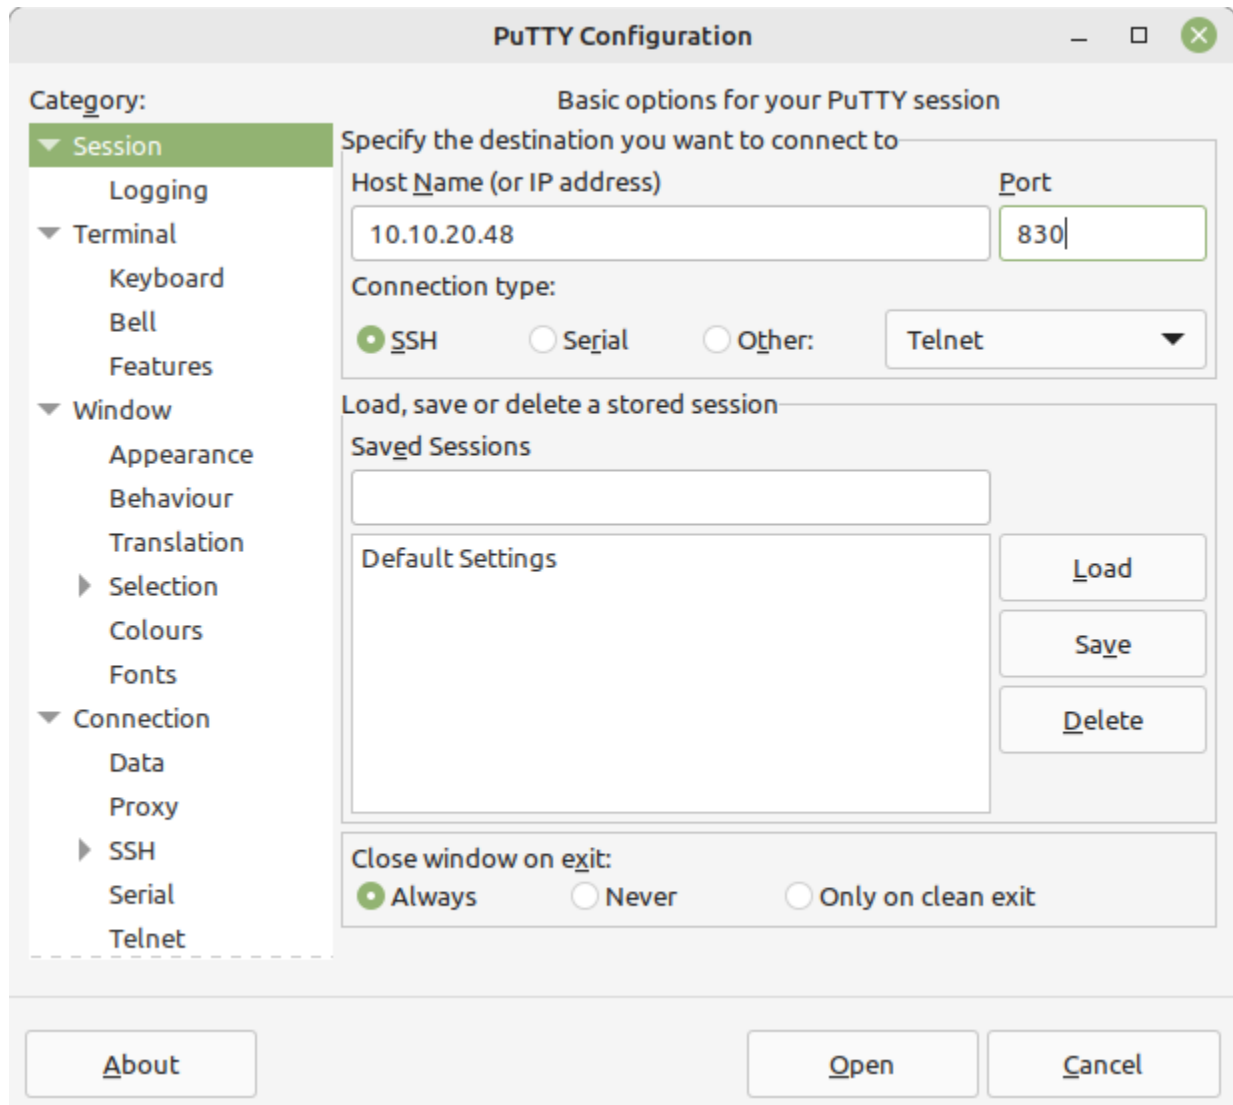 PuTTY Configuration
Category:
Session
Logging
Terminal
Keyboard
Bell
Features
Window
Appearance
Behaviour
Translation
Selection
Colours
Fonts
Connection
Data
Proxy
SSH
Serial
Telnet
Basic options for your PuTTY session
Specify the destination you want to connect to
Host Name (or IP address) Port
10.10.20.48 830
Connection type:
SSH Serial Other: Telnet
Load, save or delete a stored session
Saved Sessions
Default Settings
Load
Save
Delete
Close window on exit:
Always Never Only on clean exit
About Open Cancel